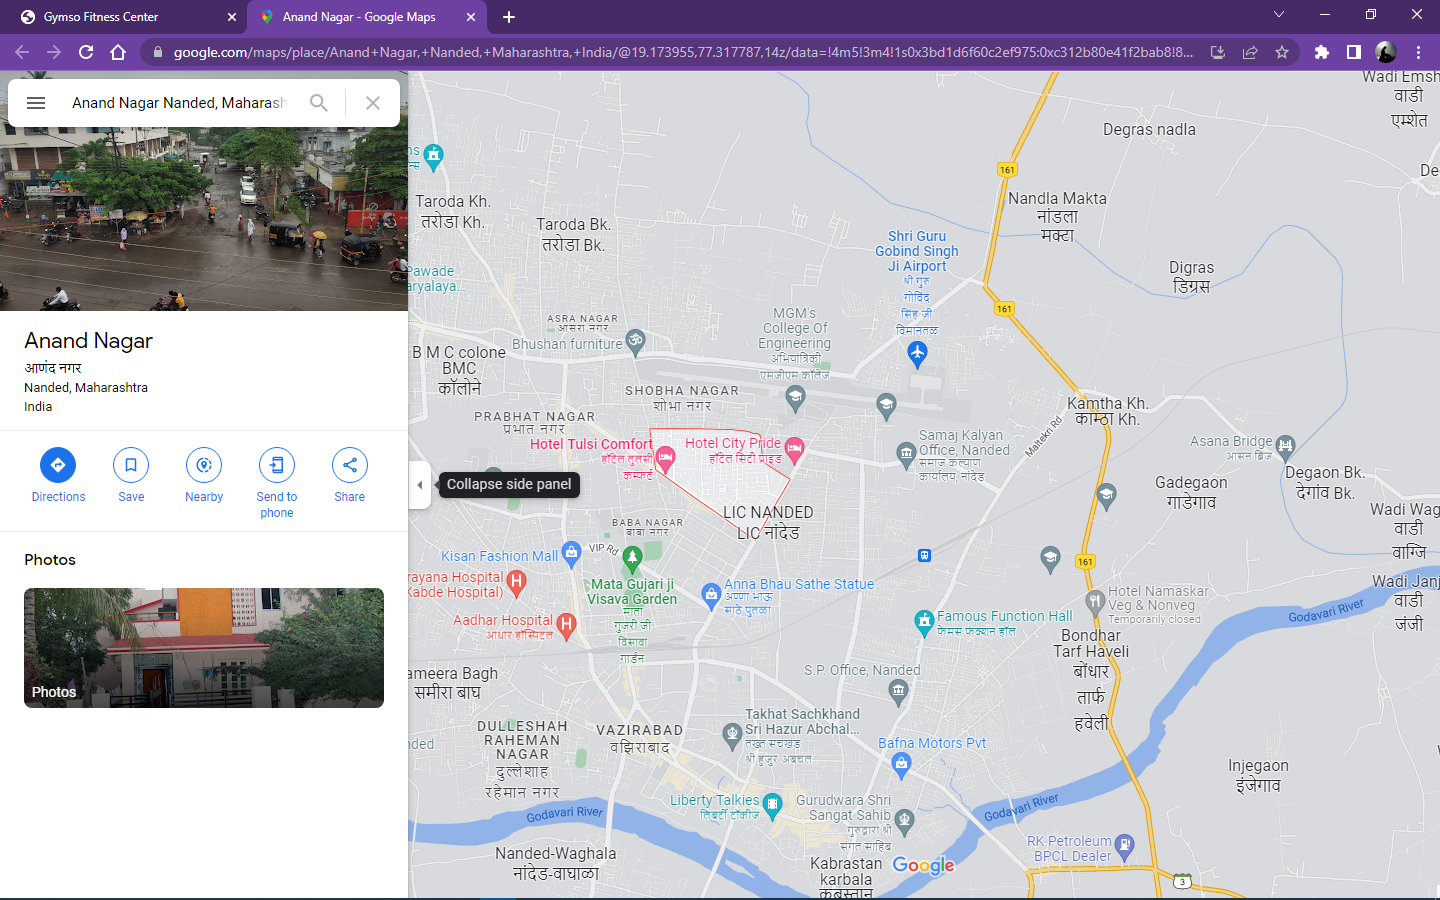 Gymso Fitness Center
Anand Nagar - Google Maps
google.com/maps/place/Anand+Nagar,+Nanded,+Maharashtra,+India/@19.173955,77.317787,14z/data=!4m5!3m4!1s0x3bd1d6f60c2ef975:0xc312b80e41f2bab8!8...
Anand Nagar Nanded, Maharash
Anand Nagar
आणंद नगर
Nanded, Maharashtra
India
Directions
Save
Nearby
Send to
phone
Share
Photos
Photos
Collapse side panel
Wadi Emsh
वाडी
एम्शेत
Degras nadla
De
161
Nandla Makta
नांडला
मक्टा
Taroda Kh.
तरोडा Kh.
Taroda Bk.
तरोडा Bk.
Shri Guru
Gobind Singh
Ji Airport
श्री गुरु
गोविंद
सिंह जी
विमानतळ
Digras
डिग्रस
Pawade
aryalaya...
161
ASRA NAGAR
आसरा नगर
Bhushan furniture
MGM's
College Of
Engineering
अभियांत्रिकी
एमजीएम कॉलेज
B M C colone
BMC
कॉलोने
SHOBHA NAGAR
शोभा नगर
PRABHAT NAGAR
प्रभात नगर
Kamtha Kh.
काम्ठा Kh.
Hotel Tulsi Comfort
हॉटेल तुलसी
कम्फर्ट
Hotel City Pride
हॉटेल सिटी प्राइड
Samaj Kalyan
Office, Nanded
समाज कल्याण
कार्यालय, नांदेड
Maltekri Rd
Asana Bridge
आसन ब्रिज
Degaon Bk.
देगांव Bk.
Gadegaon
गाडेगाव
LIC NANDED
LIC नांदेड
BABA NAGAR
बाबा नगर
Wadi Wag
वाडी
वाग्जि
Kisan Fashion Mall
VIP Rd
161
rayana Hospital
Kabde Hospital)
Mata Gujari ji
Visava Garden
माता
गुजरी जी
विसावा
गार्डन
Anna Bhau Sathe Statue
अण्णा भाऊ
साठे पुतळा
Hotel Namaskar
Veg & Nonveg
Temporarily closed
Wadi Janj
वाडी
जंजी
Godavari River
Aadhar Hospital
आधार हॉस्पिटल
Famous Function Hall
फेमस फंक्शन हॉल
Bondhar
Tarf Haveli
बोंधार
तार्फ
हवेली
ameera Bagh
समीरा बाघ
S.P. Office, Nanded
DULLESHAH
RAHEMAN
NAGAR
दुल्लेशाह
रहेमान नगर
VAZIRABAD
वझिराबाद
Takhat Sachkhand
Sri Hazur Abchal...
तख्त सचखंड
श्री हुजूर अबचल
Bafna Motors Pvt
nded
Injegaon
इंजेगाव
Liberty Talkies
लिबर्टी टॉकीज
Gurudwara Shri
Sangat Sahib
गुरुद्वारा श्री
संगत साहिब
Godavari River
Godavari River
Nanded-Waghala
नांदेड-वाघाळा
Kabrastan
karbala
कब्रस्तान
Google
RK Petroleum
BPCL Dealer
3